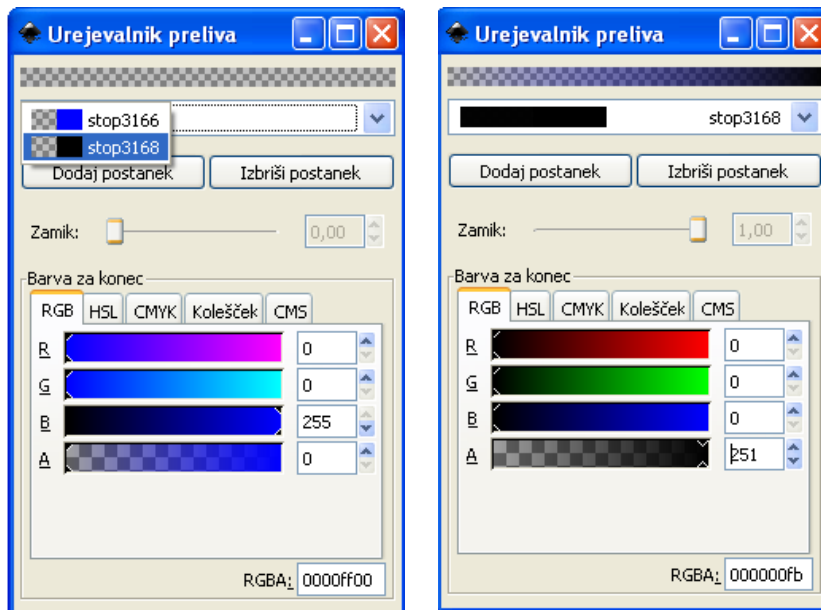 Urejevalnik preliva
stop3166
stop3168
Dodaj postanek
Izbriši postanek
Zamik:
0,00
Barva za konec
RGB HSL CMYK Kolešček CMS
R 0
G 0
B 255
A 0
RGBA: 0000ff00
Urejevalnik preliva
stop3168
Dodaj postanek
Izbriši postanek
Zamik:
1,00
Barva za konec
RGB HSL CMYK Kolešček CMS
R 0
G 0
B 0
A 251
RGBA: 000000fb